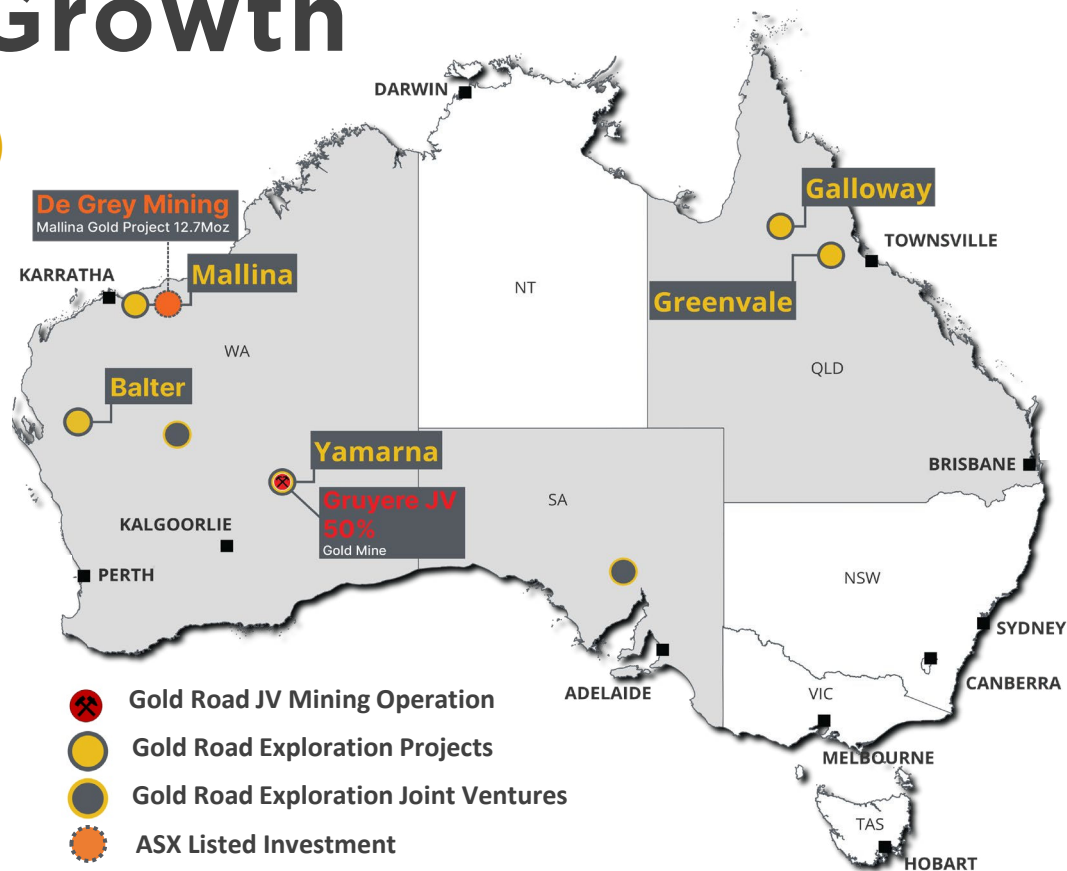 Growth
DARWIN
De Grey Mining
Mallina Gold Project 12.7Moz
Galloway
TOWNSVILLE
KARRATHA
Mallina
NT
Greenvale
WA
QLD
Balter
Yamarna
BRISBANE
Gruyere JV
50%
Gold Mine
SA
KALGOORLIE
PERTH
NSW
SYDNEY
CANBERRA
ADELAIDE
VIC
MELBOURNE
TAS
HOBART
Gold Road JV Mining Operation
Gold Road Exploration Projects
Gold Road Exploration Joint Ventures
ASX Listed Investment